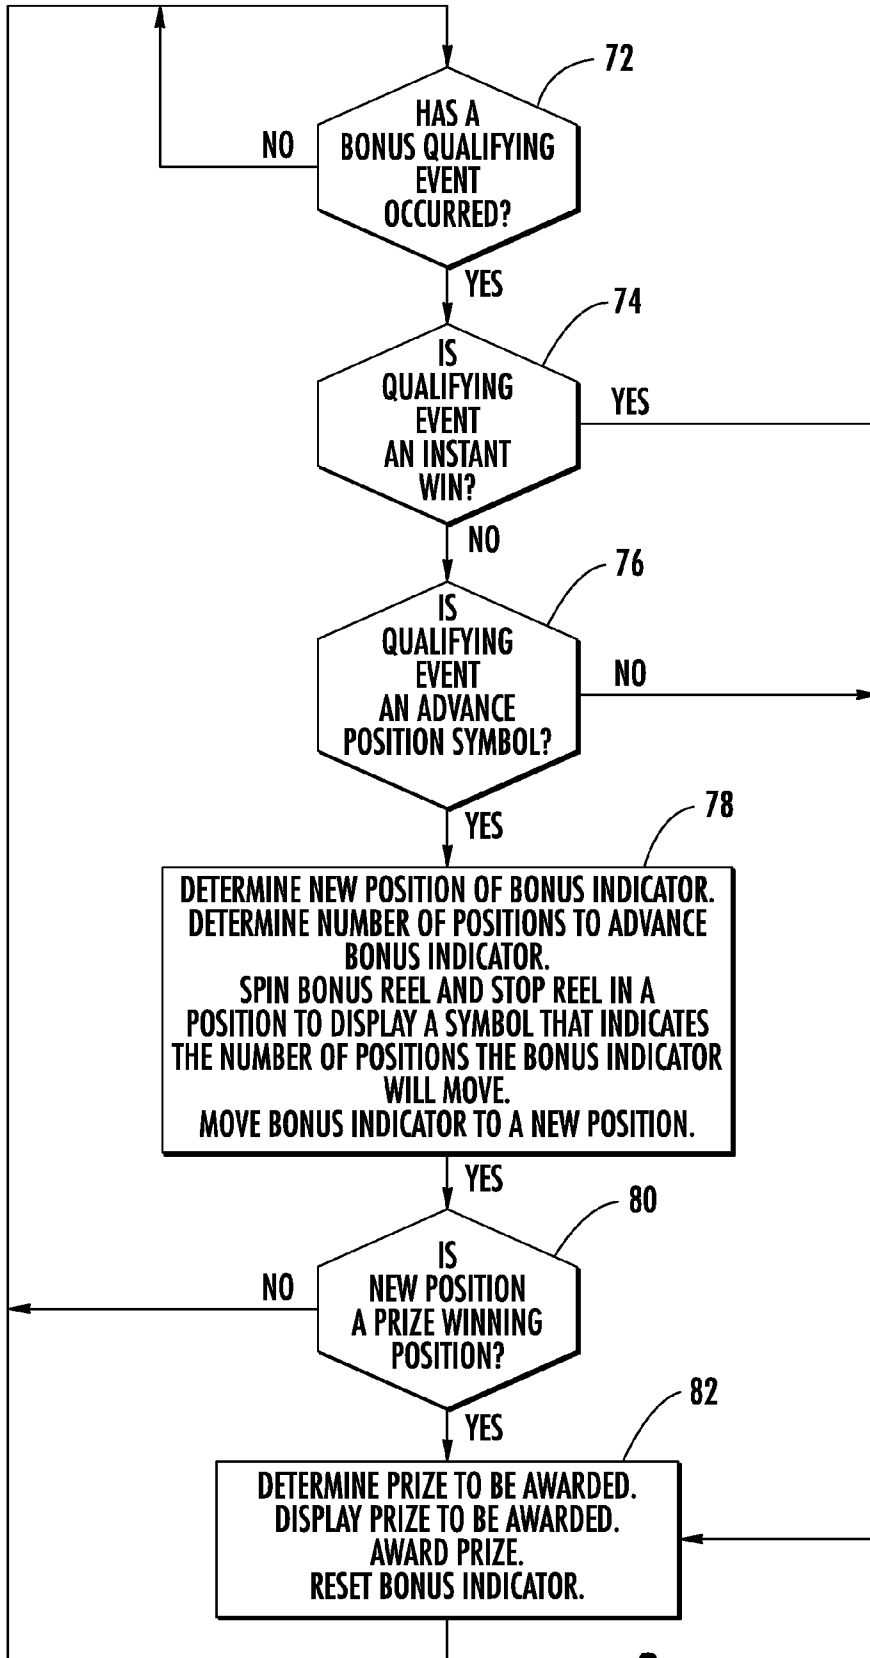 72
HAS A
BONUS QUALIFYING
EVENT
OCCURRED?
NO
YES
74
IS
QUALIFYING
EVENT
AN INSTANT
WIN?
YES
NO
76
IS
QUALIFYING
EVENT
AN ADVANCE
POSITION SYMBOL?
NO
YES
78
DETERMINE NEW POSITION OF BONUS INDICATOR.
DETERMINE NUMBER OF POSITIONS TO ADVANCE
BONUS INDICATOR.
SPIN BONUS REEL AND STOP REEL IN A
POSITION TO DISPLAY A SYMBOL THAT INDICATES
THE NUMBER OF POSITIONS THE BONUS INDICATOR
WILL MOVE.
MOVE BONUS INDICATOR TO A NEW POSITION.
YES
80
IS
NEW POSITION
A PRIZE WINNING
POSITION?
NO
YES
82
DETERMINE PRIZE TO BE AWARDED.
DISPLAY PRIZE TO BE AWARDED.
AWARD PRIZE.
RESET BONUS INDICATOR.